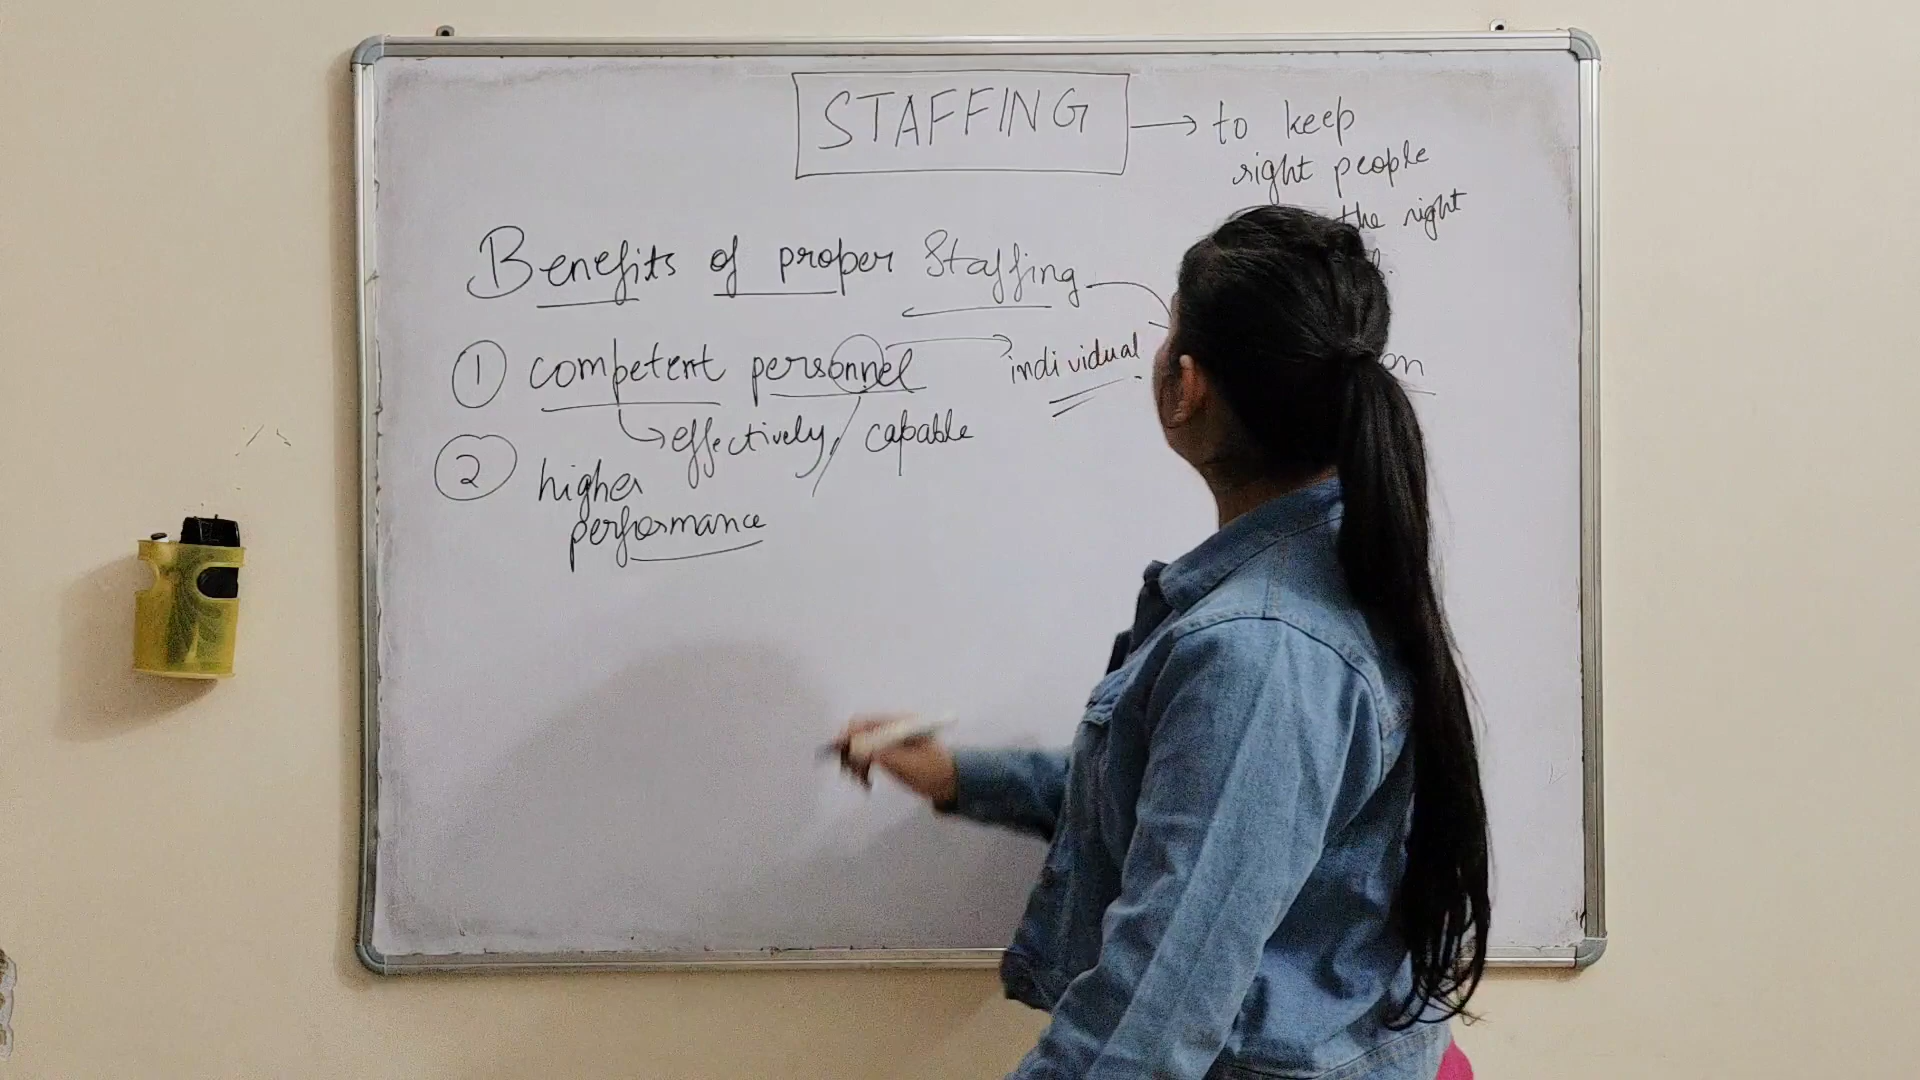 STAFFING → to keep
right people
the right
Benefits of proper Staffing
① competent personnel → individual
→ effectively / capable
② higher
performance